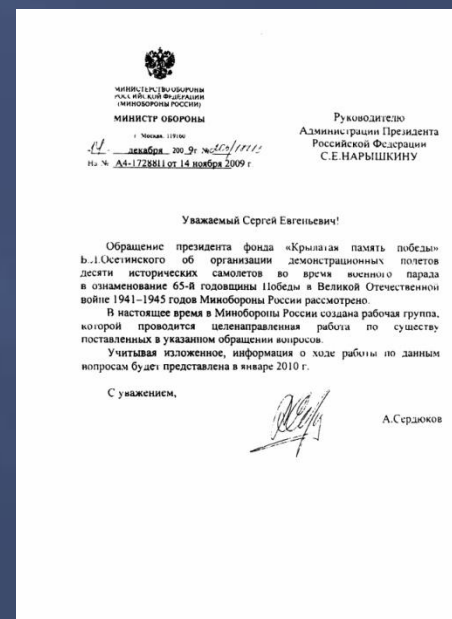 МИНИСТЕРСТВО ОБОРОНЫ
РОССИЙСКОЙ ФЕДЕРАЦИИ
(МИНОБОРОНЫ РОССИИ)
МИНИСТР ОБОРОНЫ
г. Москва, 119160
декабря 2009г №
На № А4-17288П от 14 ноября 2009 г.
Руководителю
Администрации Президента
Российской Федерации
С.Е.НАРЫШКИНУ
Уважаемый Сергей Евгеньевич!
Обращение президента фонда «Крылатая память победы»
Б.Л.Осетинского об организации демонстрационных полетов
десяти исторических самолетов во время военного парада
в ознаменование 65-й годовщины Победы в Великой Отечественной
войне 1941–1945 годов Минобороны России рассмотрено.
В настоящее время в Минобороны России создана рабочая группа,
которой проводится целенаправленная работа по существу
поставленных в указанном обращении вопросов.
Учитывая изложенное, информация о ходе работы по данным
вопросам будет представлена в январе 2010 г.
С уважением,
А.Сердюков